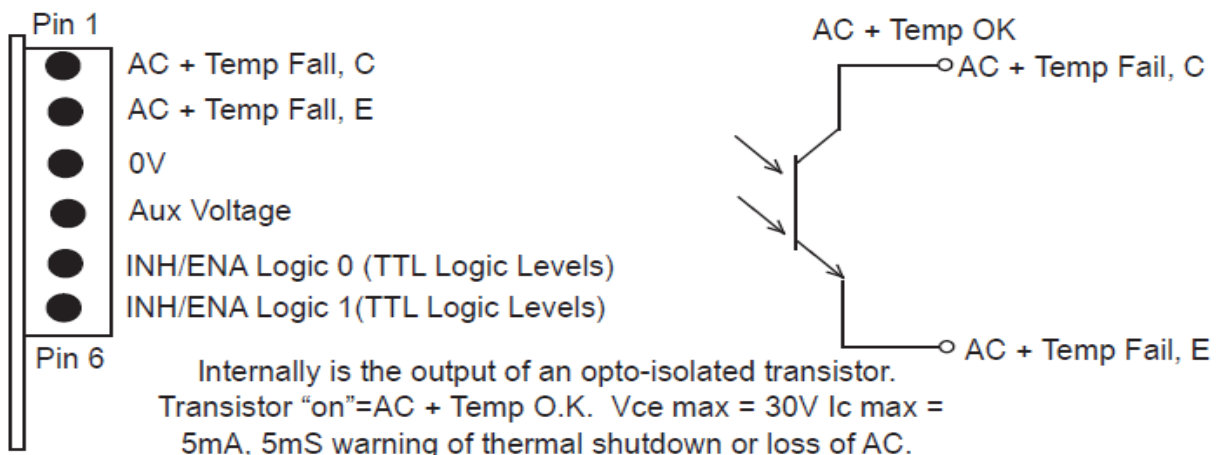 Pin 1
AC + Temp Fall, C
AC + Temp Fall, E
0V
Aux Voltage
INH/ENA Logic 0 (TTL Logic Levels)
INH/ENA Logic 1(TTL Logic Levels)
Pin 6
AC + Temp OK
AC + Temp Fail, C
AC + Temp Fail, E
Internally is the output of an opto-isolated transistor.
Transistor “on”=AC + Temp O.K. Vce max = 30V Ic max =
5mA, 5mS warning of thermal shutdown or loss of AC.